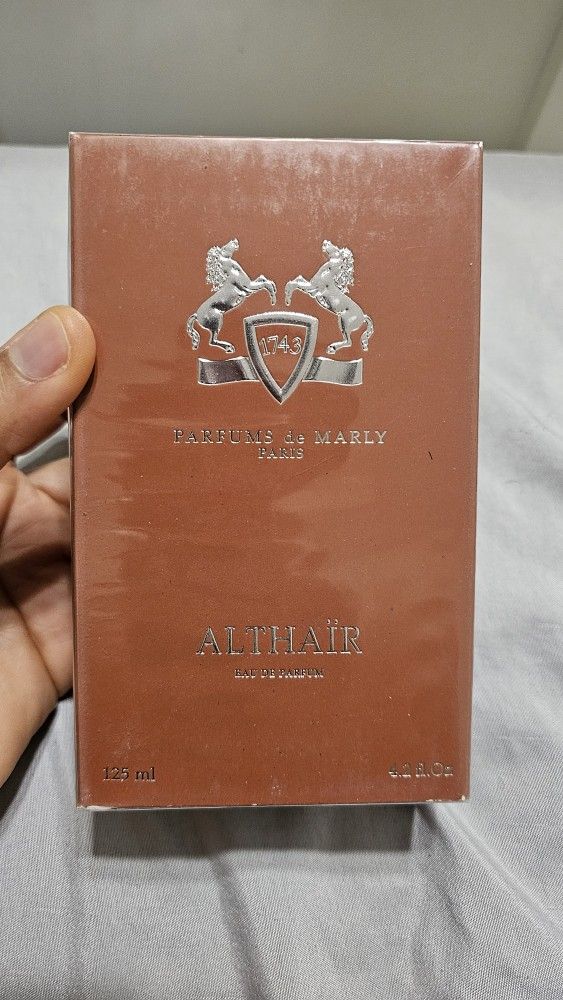 1743
PARFUMS de MARLY
PARIS
ALTHAÏR
EAU DE PARFUM
125 ml 4.2 fl.Oz